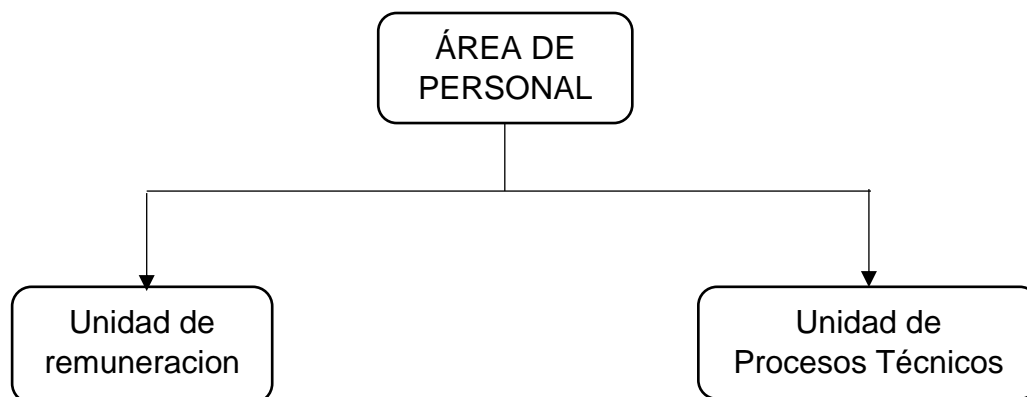 ÁREA DE
PERSONAL
Unidad de
remuneracion
Unidad de
Procesos Técnicos